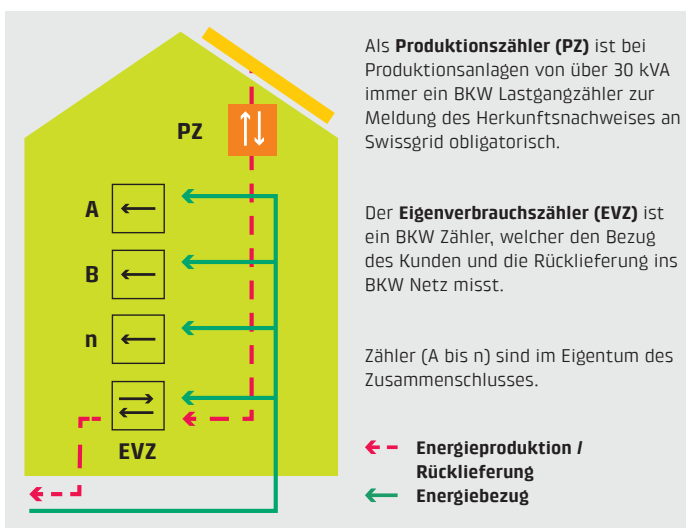 PZ
A
B
n
EVZ
Als Produktionszähler (PZ) ist bei
Produktionsanlagen von über 30 kVA
immer ein BKW Lastgangzähler zur
Meldung des Herkunftsnachweises an
Swissgrid obligatorisch.
Der Eigenverbrauchszähler (EVZ) ist
ein BKW Zähler, welcher den Bezug
des Kunden und die Rücklieferung ins
BKW Netz misst.
Zähler (A bis n) sind im Eigentum des
Zusammenschlusses.
Energieproduktion /
Rücklieferung
Energiebezug